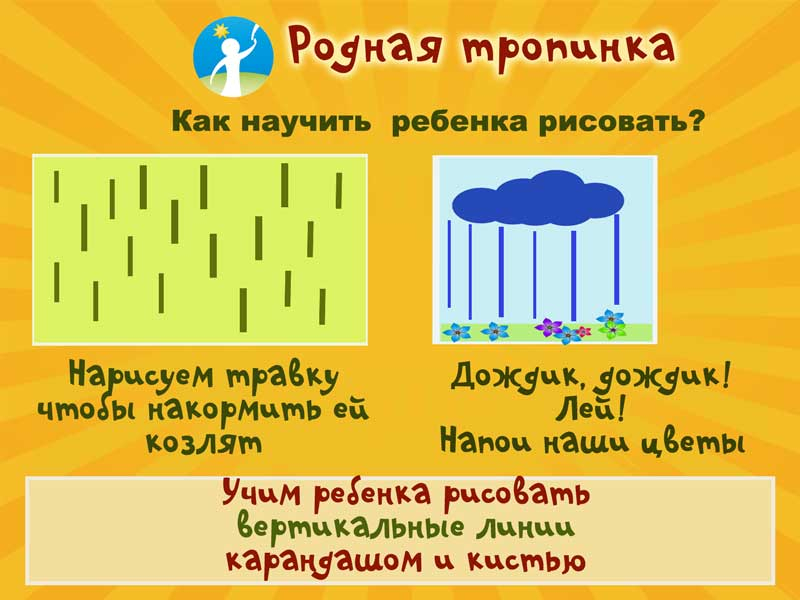 Родная тропинка
Как научить ребенка рисовать?
Нарисуем травку
чтобы накормить ей
козлят
Дождик, дождик!
Лей!
Напои наши цветы
Учим ребенка рисовать
вертикальные линии
карандашом и кистью